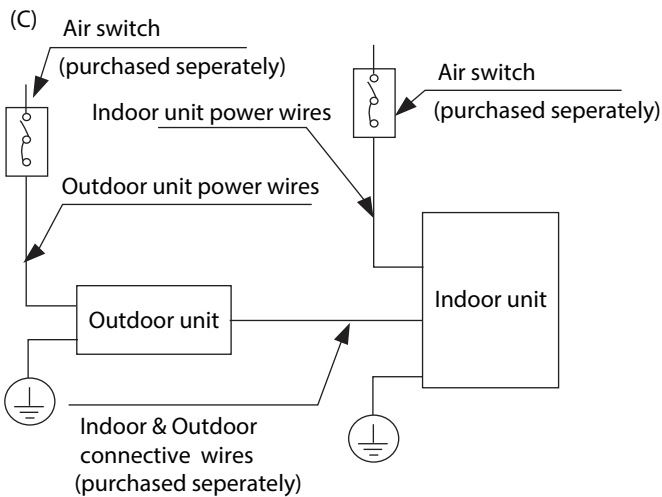 (C)
Air switch
(purchased seperately)
Air switch
(purchased seperately)
Indoor unit power wires
Outdoor unit power wires
Outdoor unit
Indoor unit
Indoor & Outdoor
connective wires
(purchased seperately)